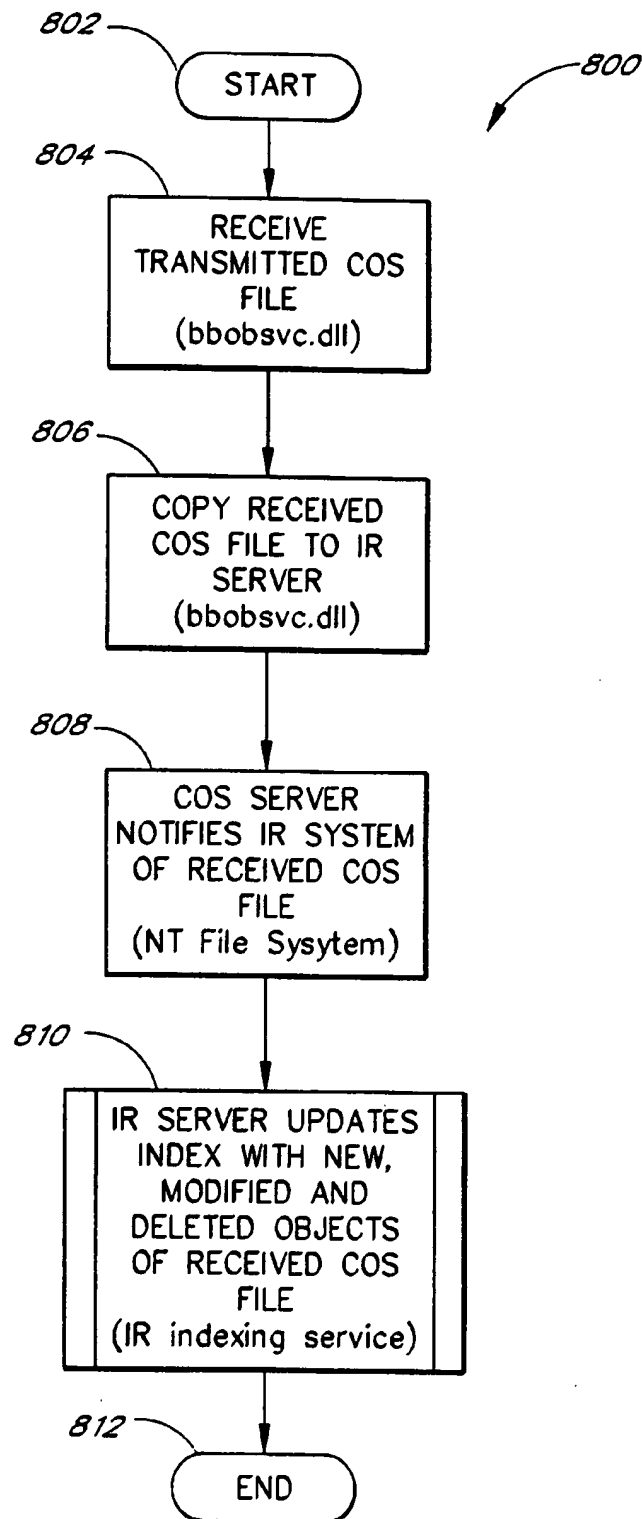 802
START
800
804
RECEIVE
TRANSMITTED COS
FILE
(bbobsvc.dll)
806
COPY RECEIVED
COS FILE TO IR
SERVER
(bbobsvc.dll)
808
COS SERVER
NOTIFIES IR SYSTEM
OF RECEIVED COS
FILE
(NT File Sysytem)
810
IR SERVER UPDATES
INDEX WITH NEW,
MODIFIED AND
DELETED OBJECTS
OF RECEIVED COS
FILE
(IR indexing service)
812
END